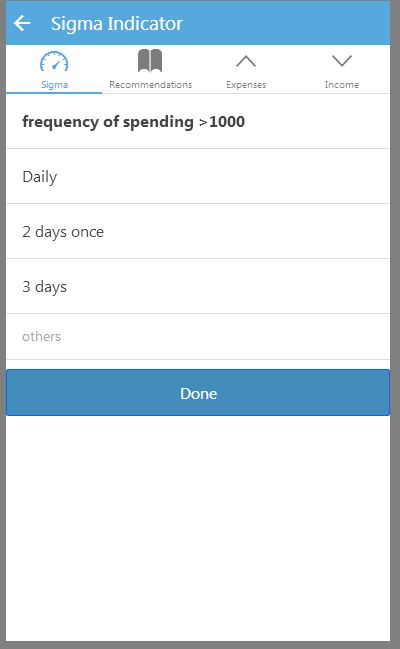 Sigma Indicator
Sigma Recommendations Expenses Income
frequency of spending >1000
Daily
2 days once
3 days
others
Done